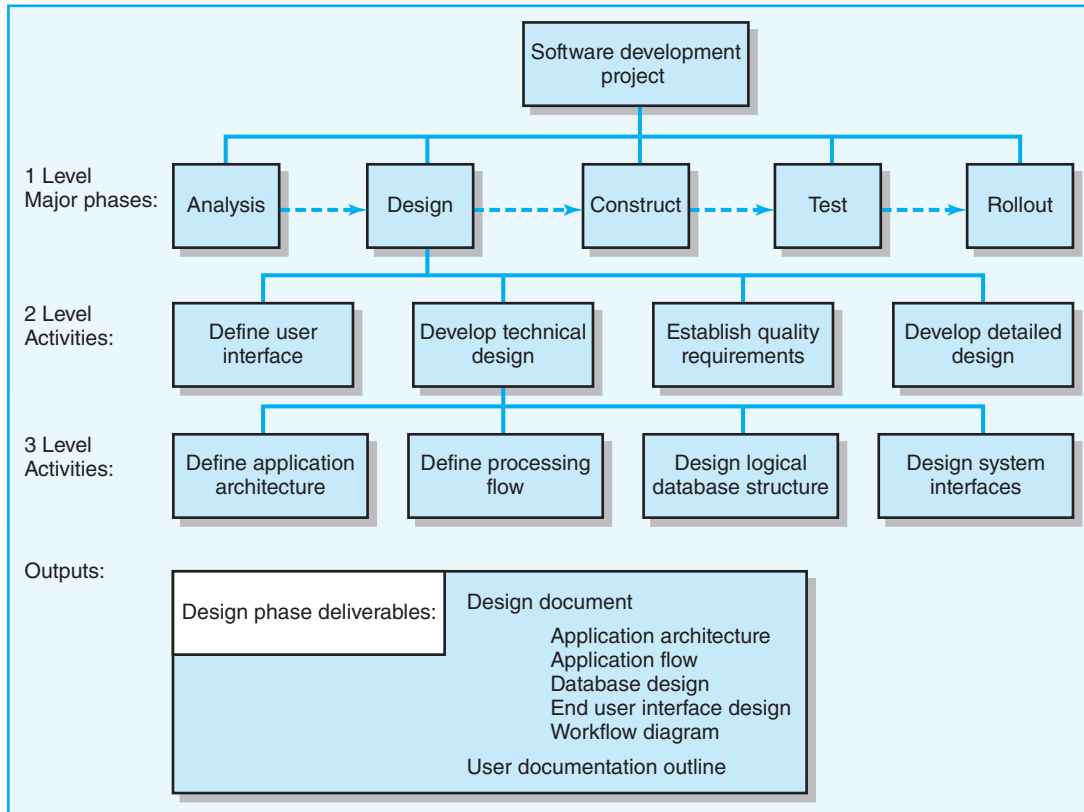 Software development
project
1 Level
Major phases:
Analysis
Design
Construct
Test
Rollout
2 Level
Activities:
Define user
interface
Develop technical
design
Establish quality
requirements
Develop detailed
design
3 Level
Activities:
Define application
architecture
Define processing
flow
Design logical
database structure
Design system
interfaces
Outputs:
Design phase deliverables:
Design document
Application architecture
Application flow
Database design
End user interface design
Workflow diagram
User documentation outline